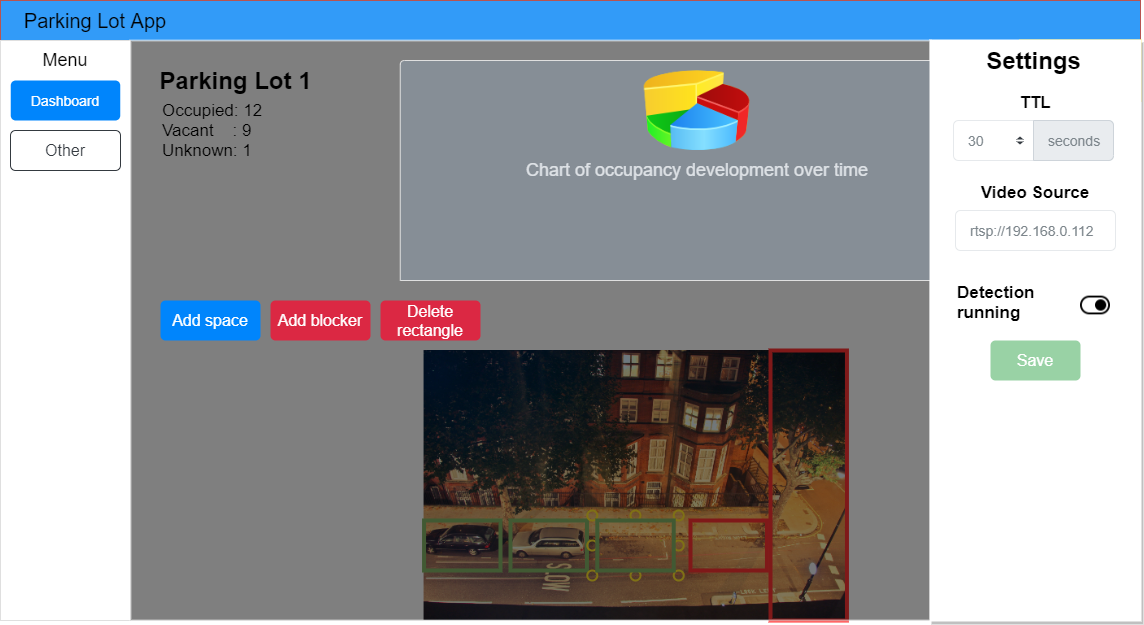 Parking Lot App
Menu
Dashboard
Other
Parking Lot 1
Occupied: 12
Vacant : 9
Unknown: 1
Chart of occupancy development over time
Add space
Add blocker
Delete
rectangle
SLOW
LOOK LEFT
Settings
TTL
30 seconds
Video Source
rtsp://192.168.0.112
Detection
running
Save